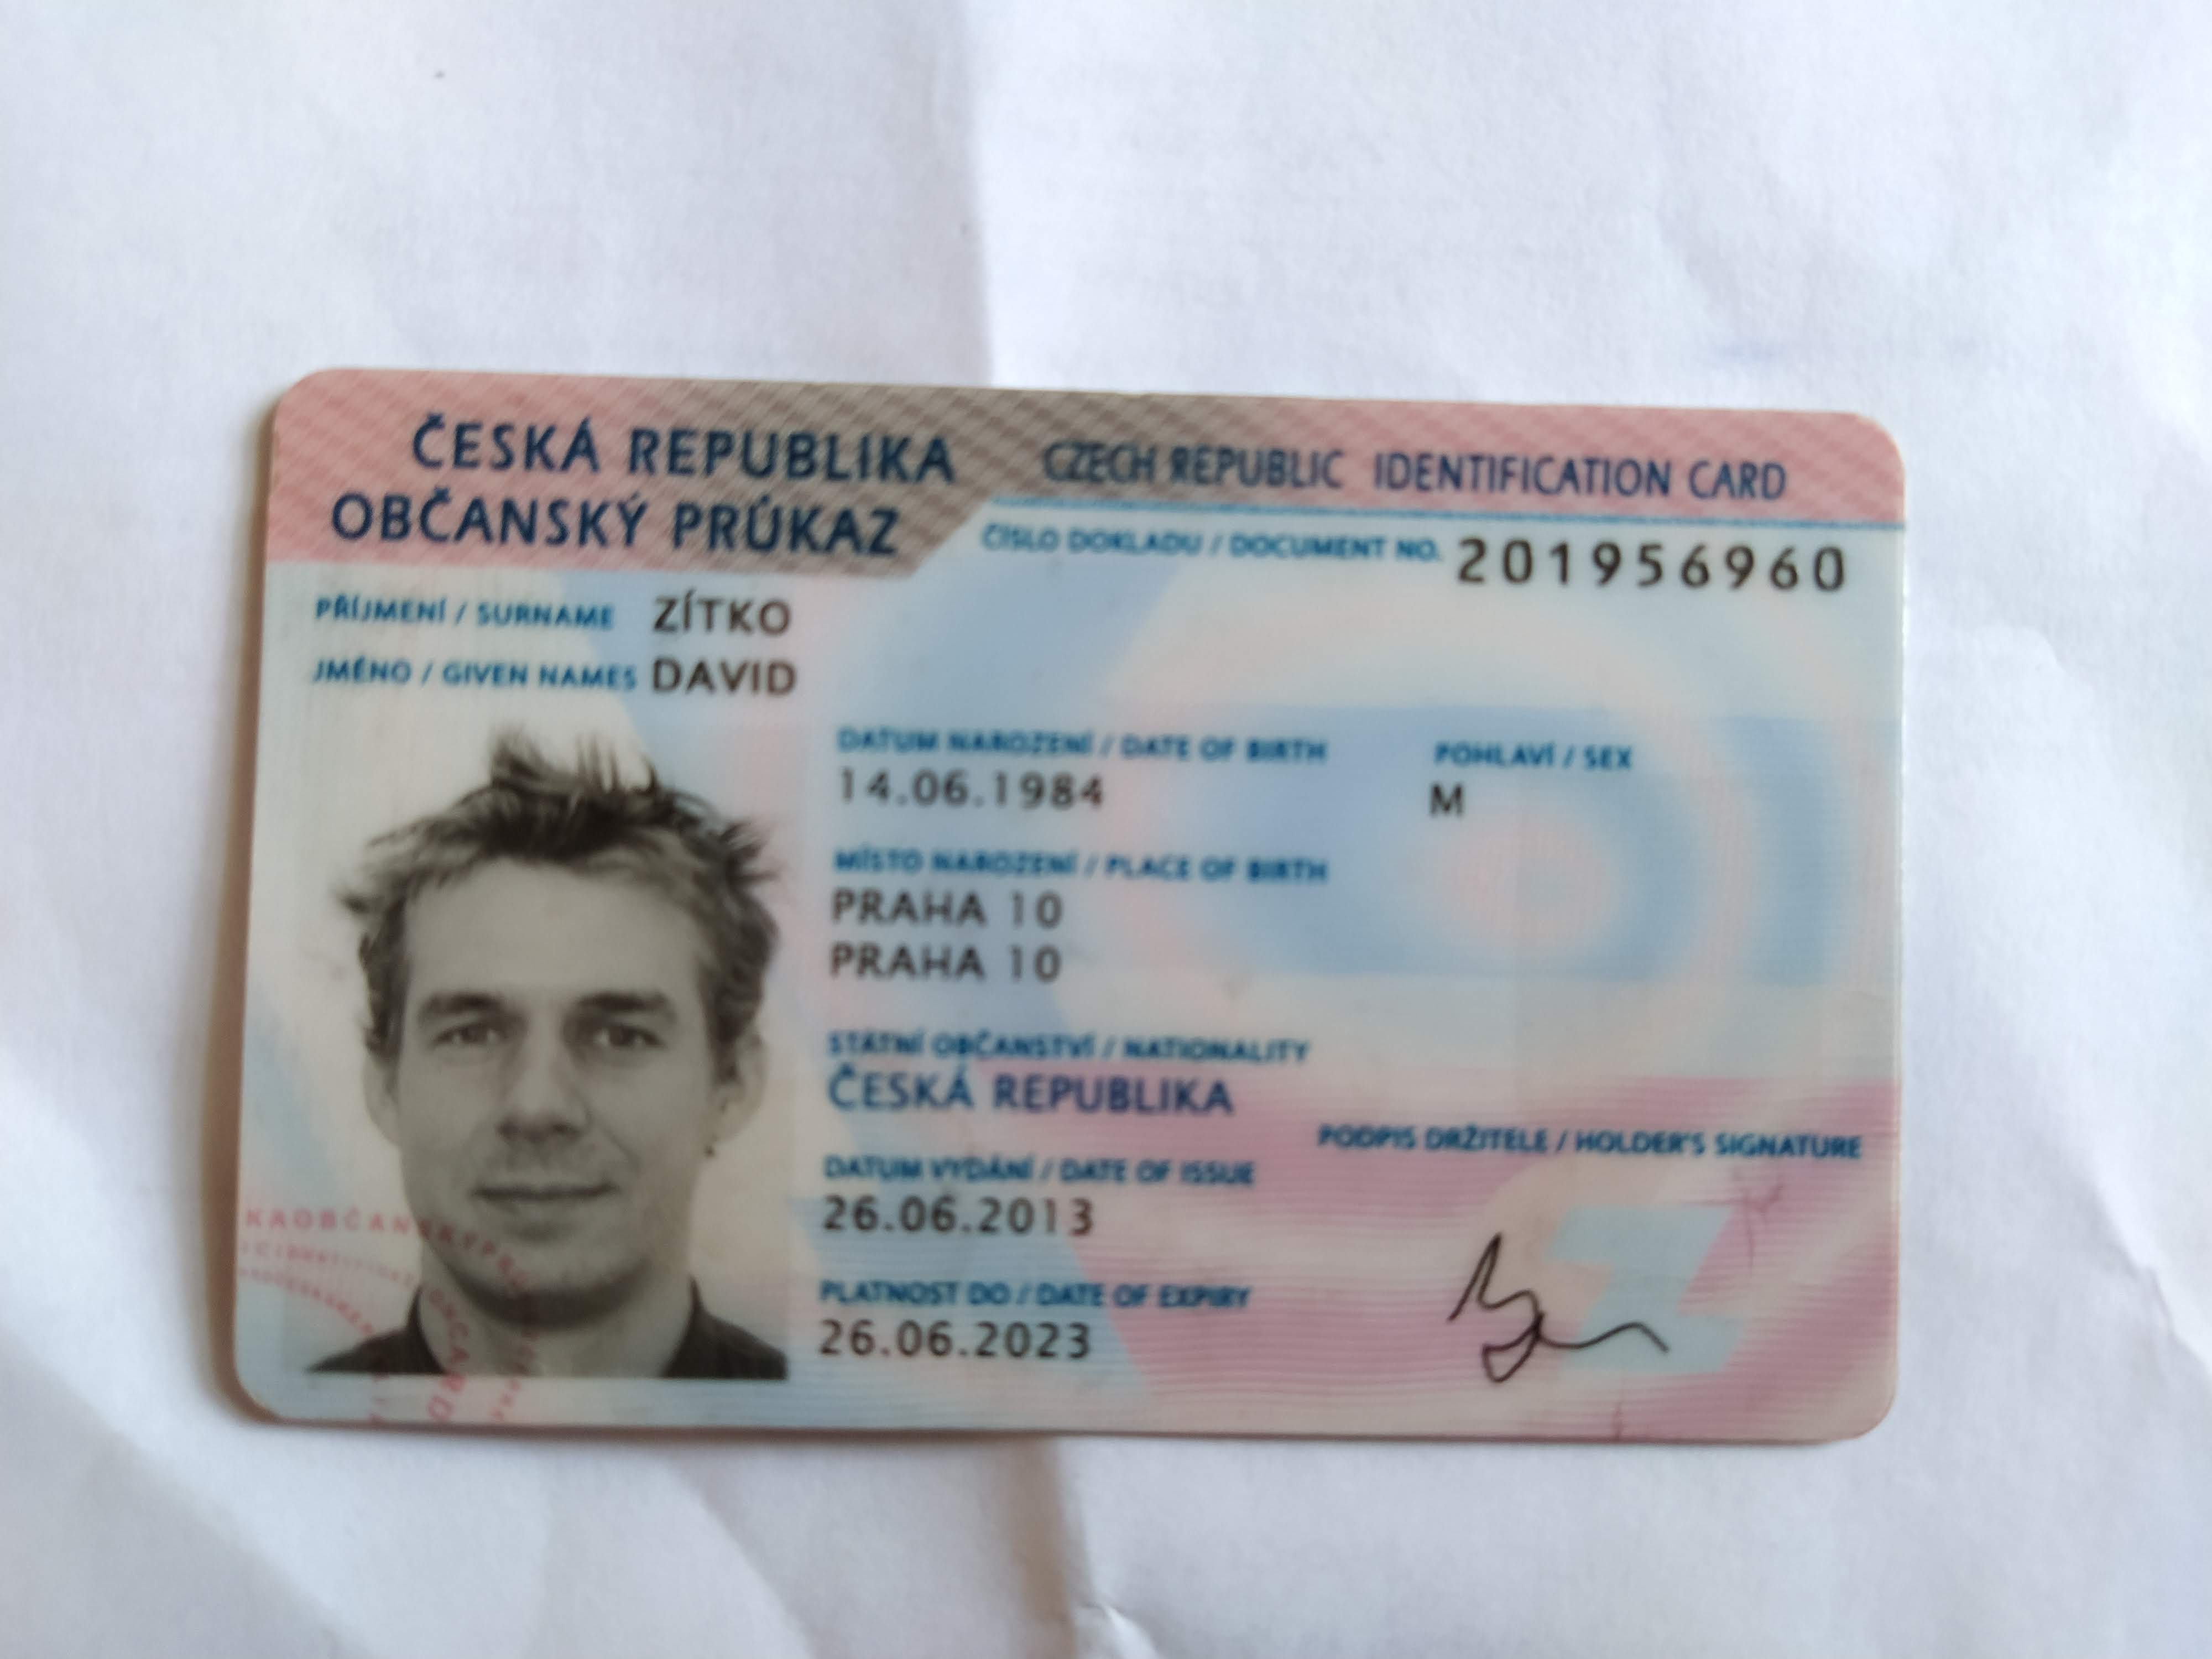 ČESKÁ REPUBLIKA CZECH REPUBLIC IDENTIFICATION CARD
OBČANSKÝ PRŮKAZ
ČÍSLO DOKLADU / DOCUMENT NO. 201956960
PŘÍJMENÍ / SURNAME ZÍTKO
JMÉNO / GIVEN NAMES DAVID
DATUM NAROZENÍ / DATE OF BIRTH POHLAVÍ / SEX
14.06.1984 M
MÍSTO NAROZENÍ / PLACE OF BIRTH
PRAHA 10
PRAHA 10
STÁTNÍ OBČANSTVÍ / NATIONALITY
ČESKÁ REPUBLIKA
PODPIS DRŽITELE / HOLDER'S SIGNATURE
DATUM VYDÁNÍ / DATE OF ISSUE
26.06.2013
PLATNOST DO / DATE OF EXPIRY
26.06.2023